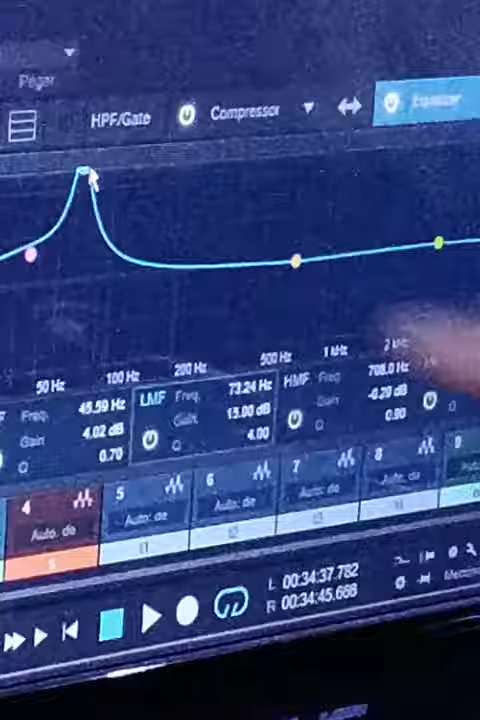 Pegar
HPF/Gate Compressor
50 Hz 100 Hz 200 Hz 500 Hz 1 kHz 2 kHz
Freq. 45.59 Hz
Gain 4.02 dB
Q 0.70
LMF Freq. 73.24 Hz
Gain 15.00 dB
Q 4.00
HMF Freq 708.0 Hz
Gain -0.29 dB
0.90
Q
4 5 6 7 8 9
Auto: de Auto: de Auto: de Auto: de Auto: de
L 00:34:37.782
R 00:34:45.668